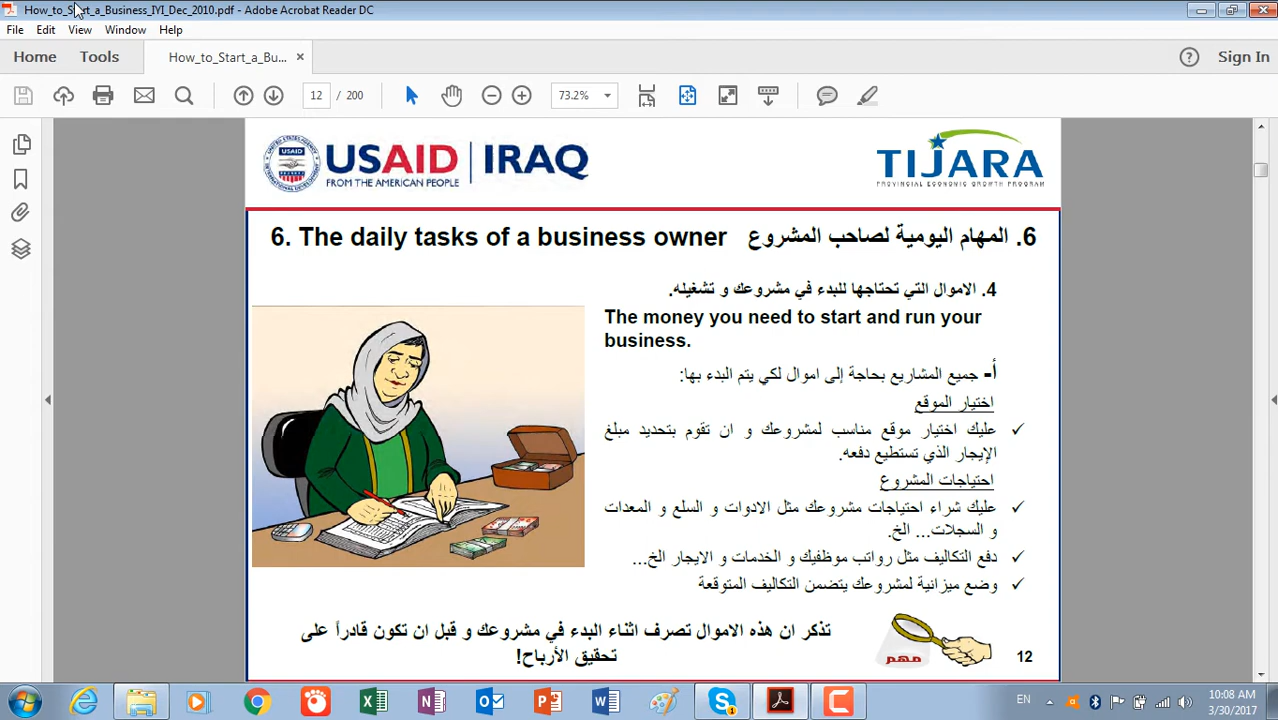 How_to_Start_a_Business_IYI_Dec_2010.pdf - Adobe Acrobat Reader DC
File Edit View Window Help
Home Tools How_to_Start_a_Bu... × Sign In
12 / 200 73.2%
USAID IRAQ
FROM THE AMERICAN PEOPLE
TIJARA
PROVINCIAL ECONOMIC GROWTH PROGRAM
6. The daily tasks of a business owner 6. المهام اليومية لصاحب المشروع
4. الاموال التي تحتاجها للبدء في مشروعك و تشغيله.
The money you need to start and run your
business.
أ- جميع المشاريع بحاجة إلى اموال لكي يتم البدء بها:
اختيار الموقع
✓ عليك اختيار موقع مناسب لمشروعك و ان تقوم بتحديد مبلغ
الإيجار الذي تستطيع دفعه.
احتياجات المشروع
✓ عليك شراء احتياجات مشروعك مثل الادوات و السلع و المعدات
و السجلات... الخ.
✓ دفع التكاليف مثل رواتب موظفيك و الخدمات و الايجار الخ...
✓ وضع ميزانية لمشروعك يتضمن التكاليف المتوقعة
تذكر ان هذه الاموال تصرف اثناء البدء في مشروعك و قبل ان تكون قادراً على
تحقيق الأرباح!
مهم
12
EN 10:08 AM
3/30/2017